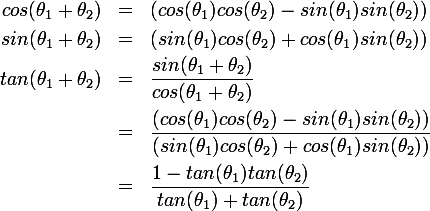 cos(θ₁ + θ₂) = (cos(θ₁)cos(θ₂) − sin(θ₁)sin(θ₂))
sin(θ₁ + θ₂) = (sin(θ₁)cos(θ₂) + cos(θ₁)sin(θ₂))
tan(θ₁ + θ₂) = sin(θ₁ + θ₂) / cos(θ₁ + θ₂)
= (cos(θ₁)cos(θ₂) − sin(θ₁)sin(θ₂)) / (sin(θ₁)cos(θ₂) + cos(θ₁)sin(θ₂))
= 1 − tan(θ₁)tan(θ₂) / tan(θ₁) + tan(θ₂)